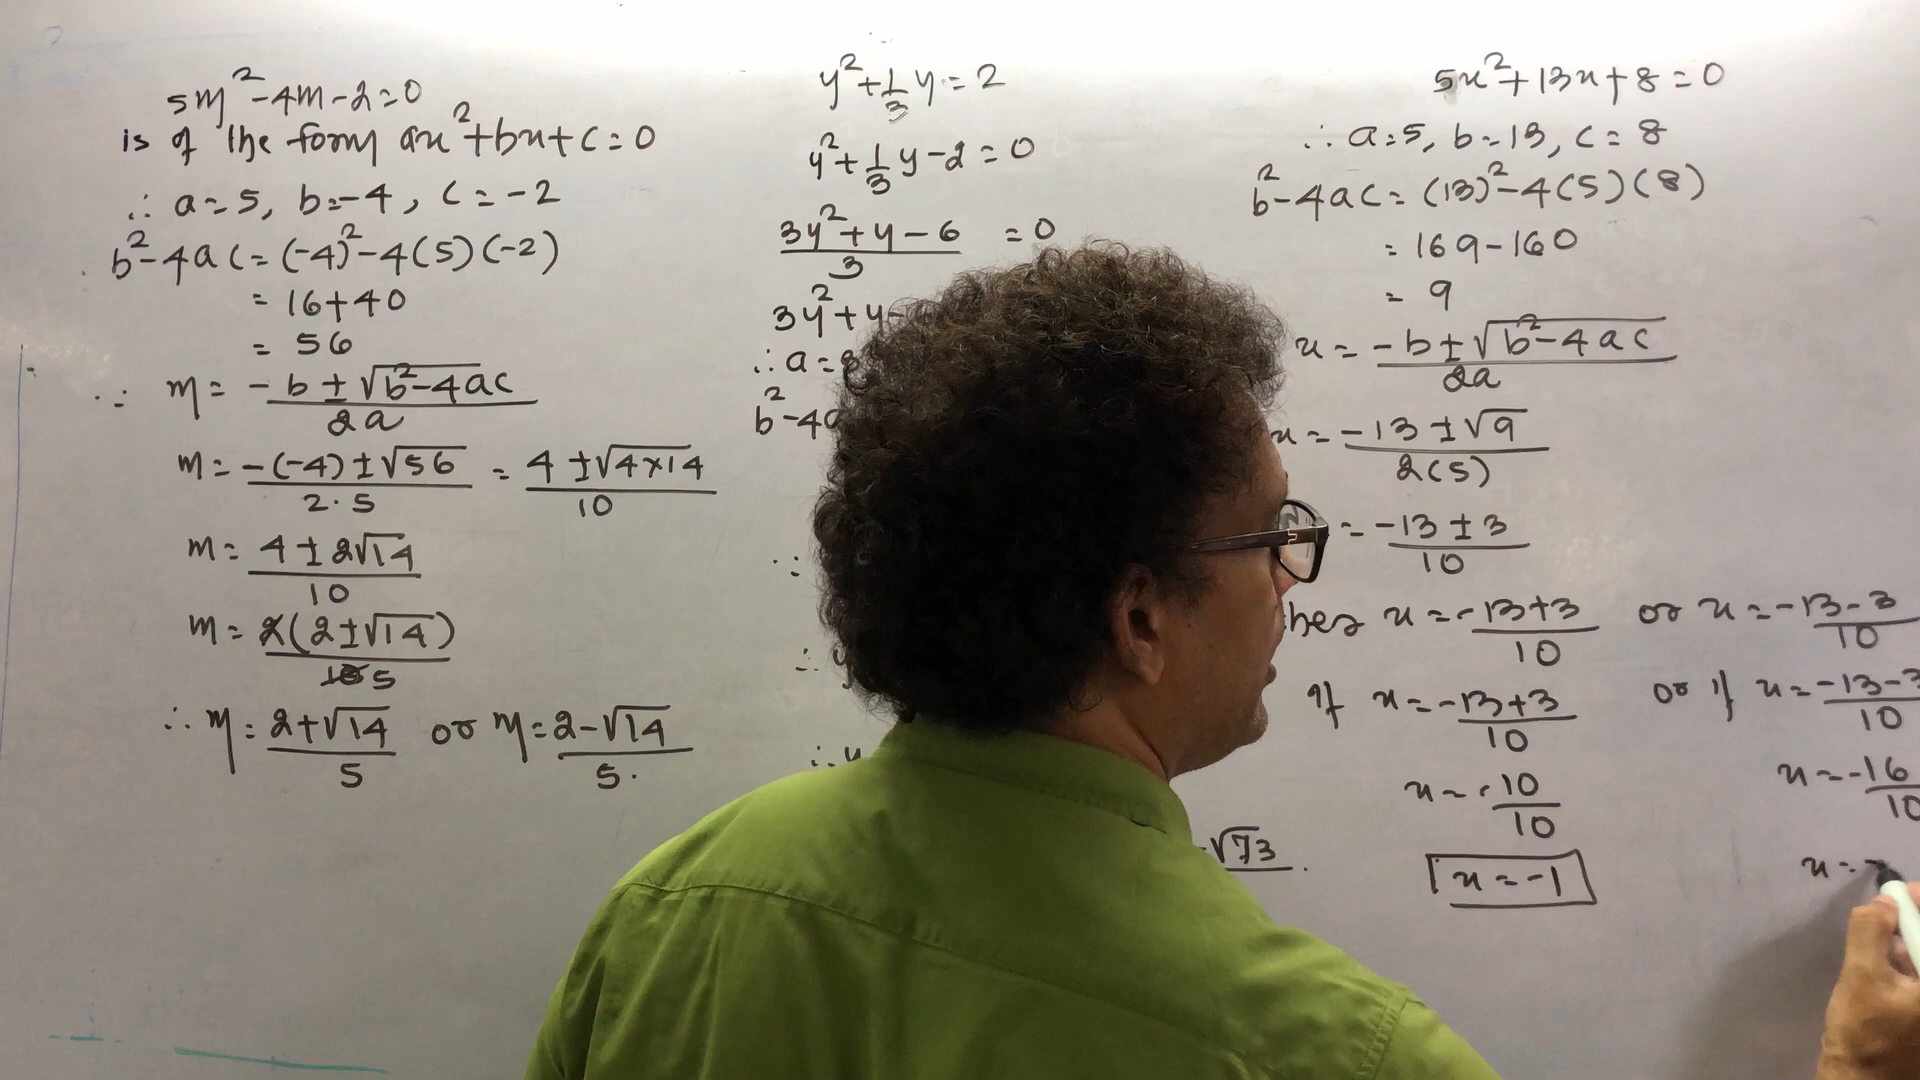 5m²-4m-2=0
is of the form ax²+bx+c=0
∴ a=5, b=-4, c=-2
b²-4ac=(-4)²-4(5)(-2)
= 16+40
= 56
∴ m= -b±√b²-4ac / 2a
m= -(-4)±√56 / 2·5 = 4±√4×14 / 10
m= 4±2√14 / 10
m= 2(2±√14) / 10 5
∴ m= 2+√14 / 5 or m= 2-√14 / 5.
y²+1/3 y=2
y²+1/3 y-2=0
3y²+y-6 / 3 =0
3y²+y-
∴ a=
b²-4a
∴
∴ y
∴ y
√73 .
5x²+13x+8=0
∴ a=5, b=13, c=8
b²-4ac=(13)²-4(5)(8)
= 169-160
= 9
x= -b±√b²-4ac / 2a
x= -13±√9 / 2(5)
= -13±3 / 10
x= -13+3 / 10 or x= -13-3 / 10
If x= -13+3 / 10 or if x= -13-3 / 10
x= -10 / 10 x= -16 / 10
x=-1 x=-